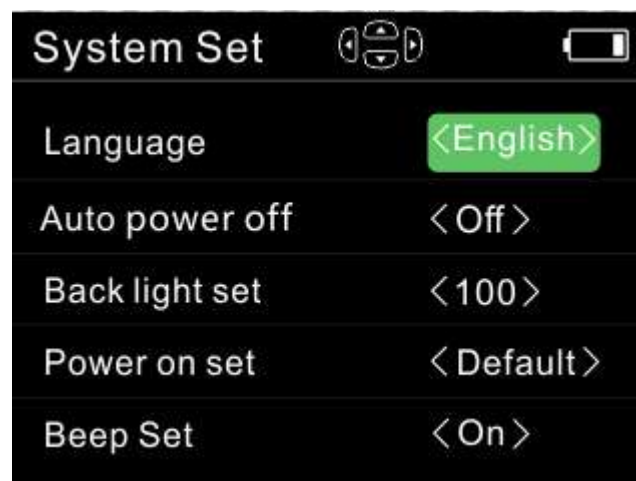 System Set
Language <English>
Auto power off <Off>
Back light set <100>
Power on set <Default>
Beep Set <On>